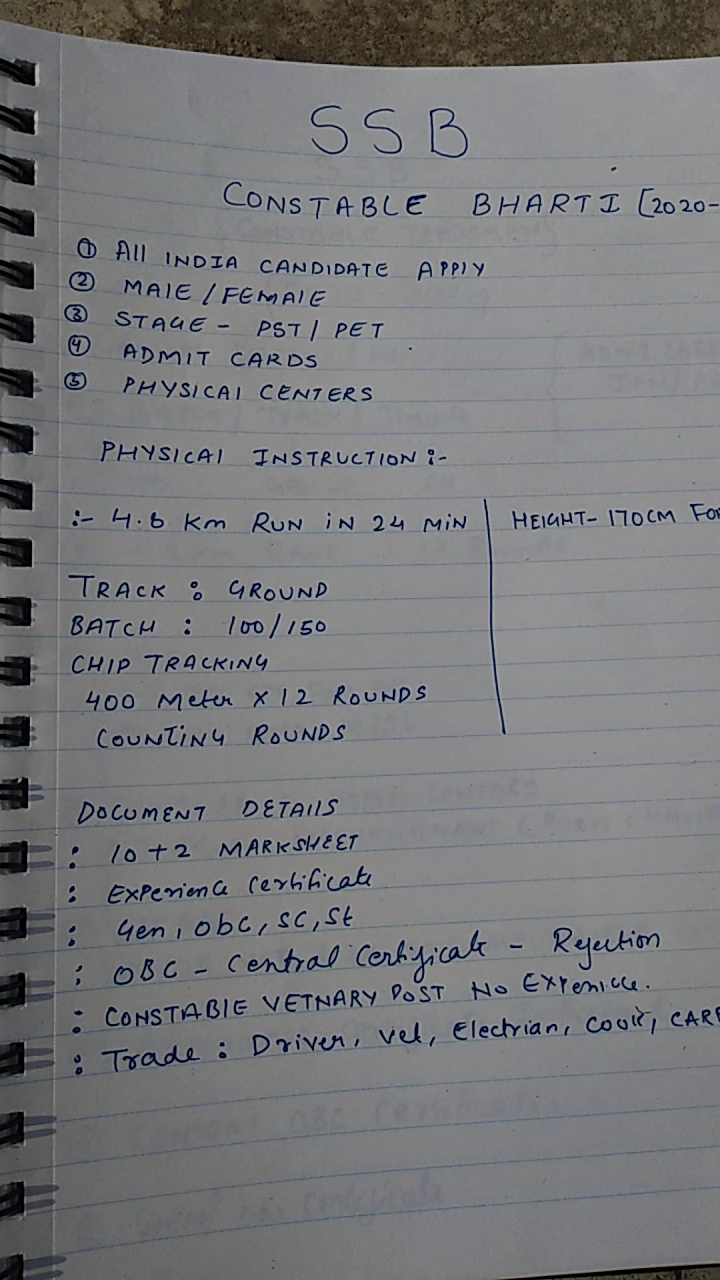 SSB
CONSTABLE BHARTI [2020-
① All INDIA CANDIDATE APPlY
② MAlE / FEMAlE
③ STAGE - PST / PET
④ ADMIT CARDS
⑤ PHYSICAl CENTERS
PHYSICAl INSTRUCTION :-
:- 4.8 Km RUN iN 24 MiN
HEIGHT- 170CM FOR
TRACK : GROUND
BATCH : 100/150
CHIP TRACKING
400 Meter X 12 ROUNDS
COUNTiNG ROUNDS
DOCUMENT DETAIlS
: 10+2 MARKSHEET
: Experience Certificate
: Gen, Obc, SC, St
: OBC - Central Certificate - Rejection
: CONSTABlE VETNARY POST NO
: Trade : Driver, Vet, Electrian, Cook, CARP